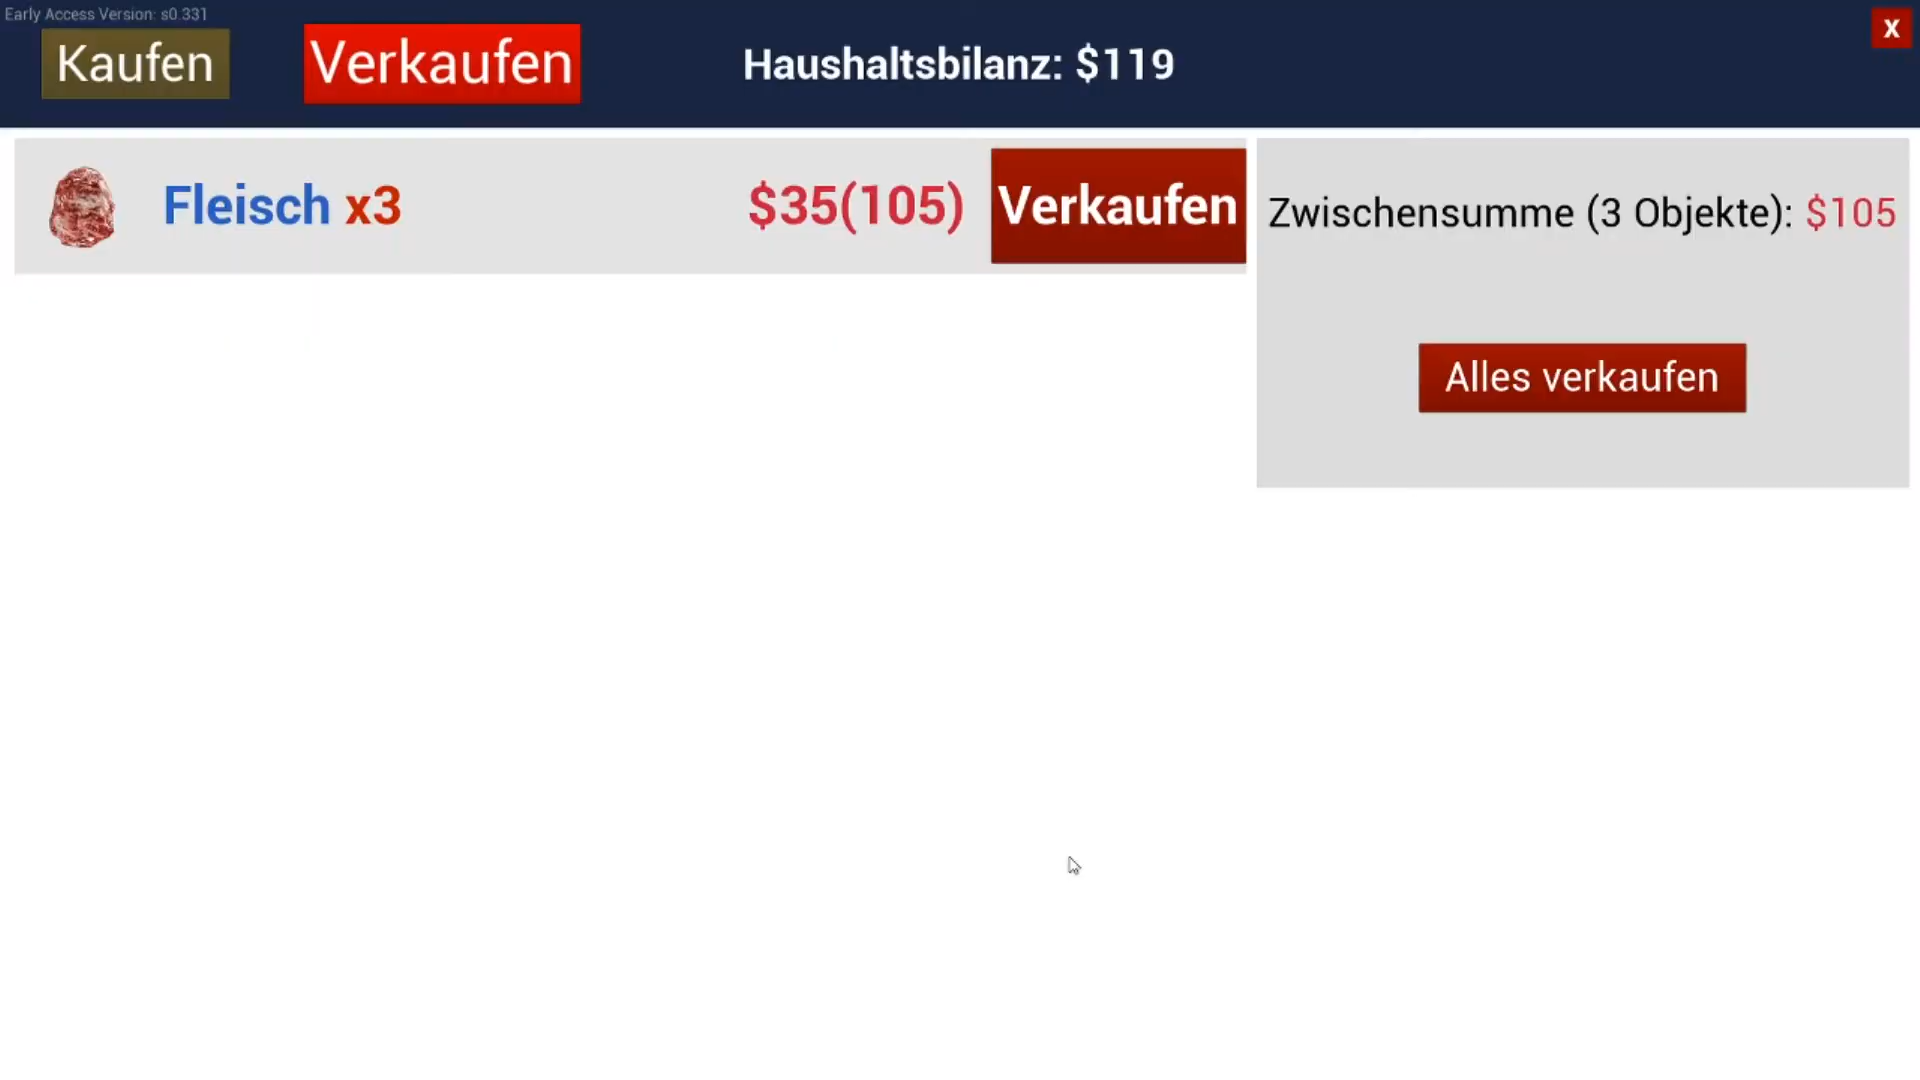 Early Access Version: s0.331
Kaufen
Verkaufen
Haushaltsbilanz: $119
X
Fleisch x3
$35(105)
Verkaufen
Zwischensumme (3 Objekte): $105
Alles verkaufen